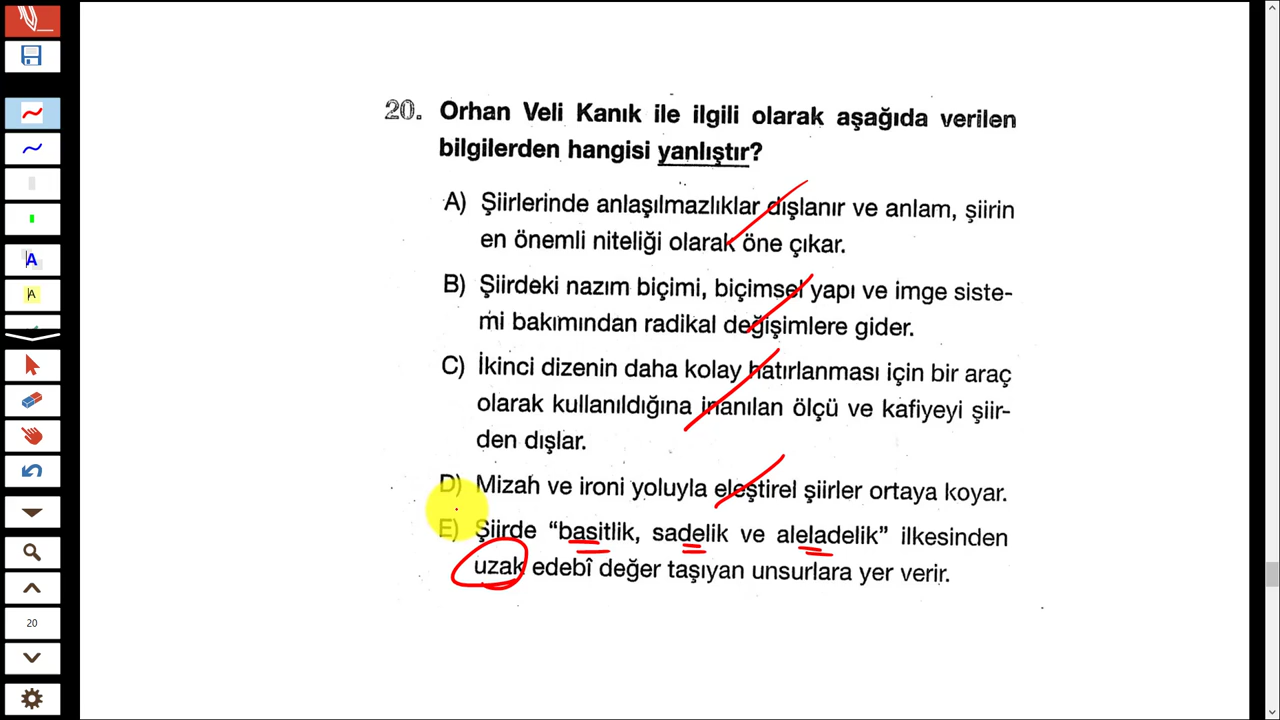 20. Orhan Veli Kanık ile ilgili olarak aşağıda verilen
bilgilerden hangisi yanlıştır?
A) Şiirlerinde anlaşılmazlıklar dışlanır ve anlam, şiirin
en önemli niteliği olarak öne çıkar.
B) Şiirdeki nazım biçimi, biçimsel yapı ve imge siste-
mi bakımından radikal değişimlere gider.
C) İkinci dizenin daha kolay hatırlanması için bir araç
olarak kullanıldığına inanılan ölçü ve kafiyeyi şiir-
den dışlar.
D) Mizah ve ironi yoluyla eleştirel şiirler ortaya koyar.
E) Şiirde “basitlik, sadelik ve aleladelik” ilkesinden
uzak edebî değer taşıyan unsurlara yer verir.
A
A
20